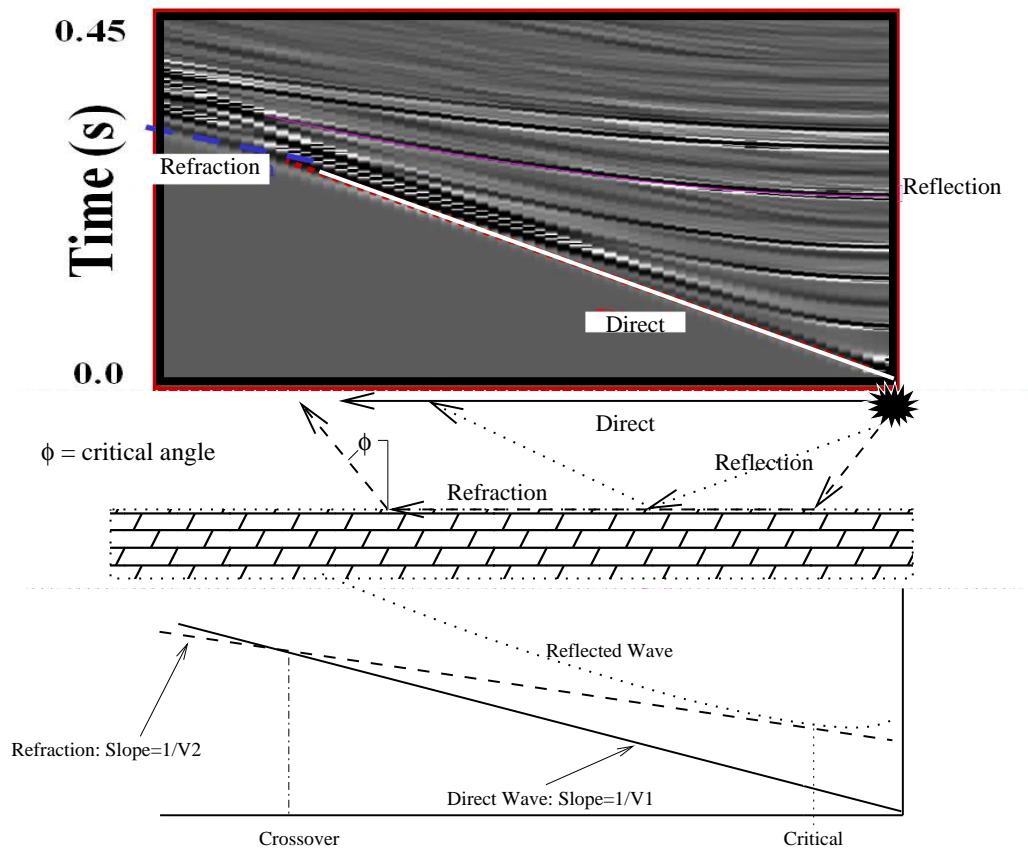 0.45
Time (s)
Refraction
Reflection
Direct
0.0
Direct
ϕ = critical angle
ϕ
Reflection
Refraction
Reflected Wave
Refraction: Slope=1/V2
Direct Wave: Slope=1/V1
Crossover
Critical